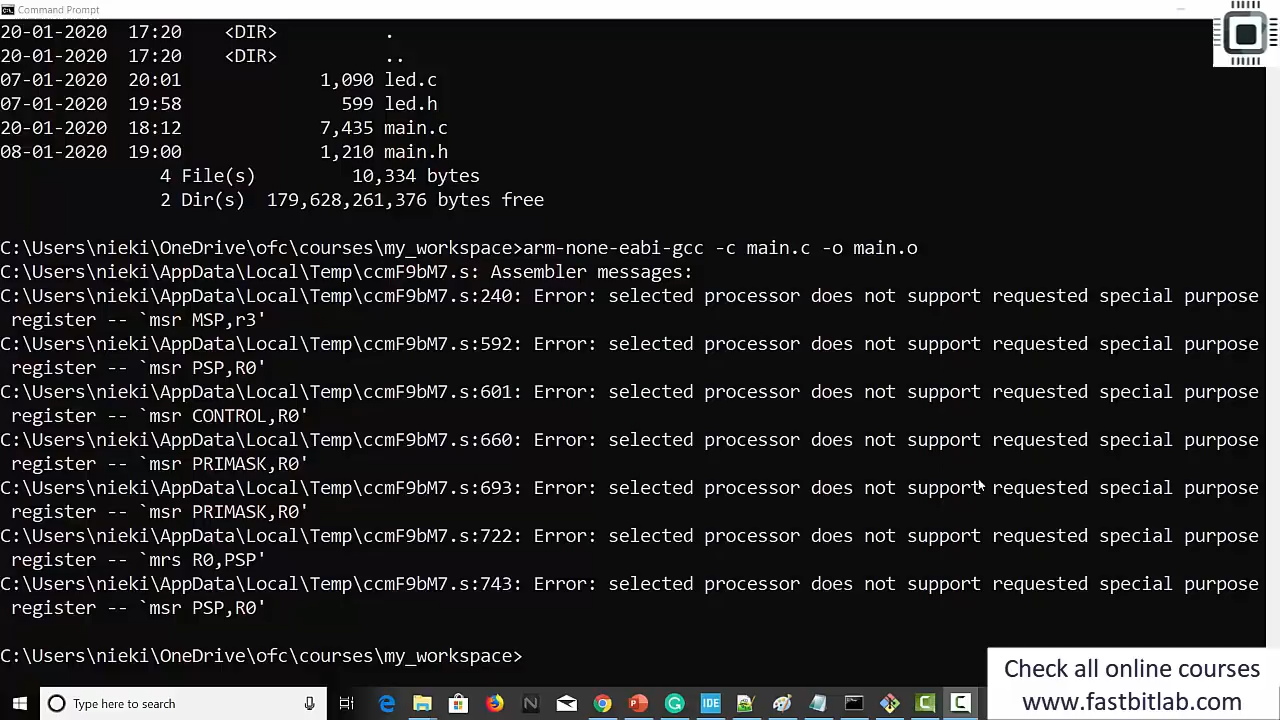 Command Prompt
20-01-2020  17:20    <DIR>          .
20-01-2020  17:20    <DIR>          ..
07-01-2020  20:01             1,090 led.c
07-01-2020  19:58               599 led.h
20-01-2020  18:12             7,435 main.c
08-01-2020  19:00             1,210 main.h
               4 File(s)         10,334 bytes
               2 Dir(s)  179,628,261,376 bytes free
C:\Users\nieki\OneDrive\ofc\courses\my_workspace>arm-none-eabi-gcc -c main.c -o main.o
C:\Users\nieki\AppData\Local\Temp\ccmF9bM7.s: Assembler messages:
C:\Users\nieki\AppData\Local\Temp\ccmF9bM7.s:240: Error: selected processor does not support requested special purpose
 register -- `msr MSP,r3'
C:\Users\nieki\AppData\Local\Temp\ccmF9bM7.s:592: Error: selected processor does not support requested special purpose
 register -- `msr PSP,R0'
C:\Users\nieki\AppData\Local\Temp\ccmF9bM7.s:601: Error: selected processor does not support requested special purpose
 register -- `msr CONTROL,R0'
C:\Users\nieki\AppData\Local\Temp\ccmF9bM7.s:660: Error: selected processor does not support requested special purpose
 register -- `msr PRIMASK,R0'
C:\Users\nieki\AppData\Local\Temp\ccmF9bM7.s:693: Error: selected processor does not support requested special purpose
 register -- `msr PRIMASK,R0'
C:\Users\nieki\AppData\Local\Temp\ccmF9bM7.s:722: Error: selected processor does not support requested special purpose
 register -- `mrs R0,PSP'
C:\Users\nieki\AppData\Local\Temp\ccmF9bM7.s:743: Error: selected processor does not support requested special purpose
 register -- `msr PSP,R0'
C:\Users\nieki\OneDrive\ofc\courses\my_workspace>
Check all online courses
www.fastbitlab.com
Type here to search
IDE